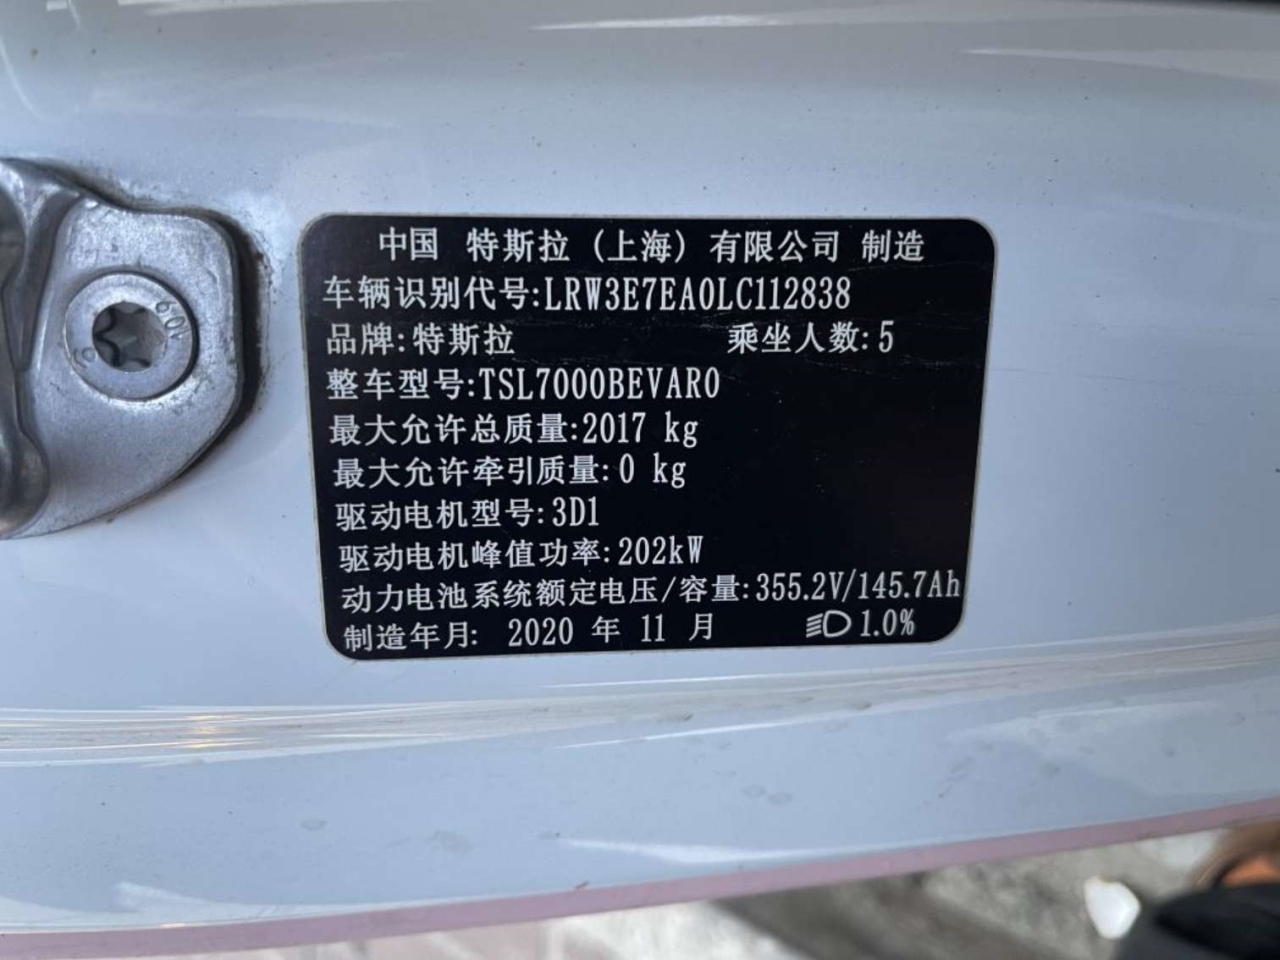 中国 特斯拉 (上海) 有限公司 制造
车辆识别代号:LRW3E7EA0LC112838
品牌:特斯拉 乘坐人数:5
整车型号:TSL7000BEVAR0
最大允许总质量:2017 kg
最大允许牵引质量:0 kg
驱动电机型号:3D1
驱动电机峰值功率:202kW
动力电池系统额定电压/容量:355.2V/145.7Ah
制造年月: 2020 年 11 月 1.0%